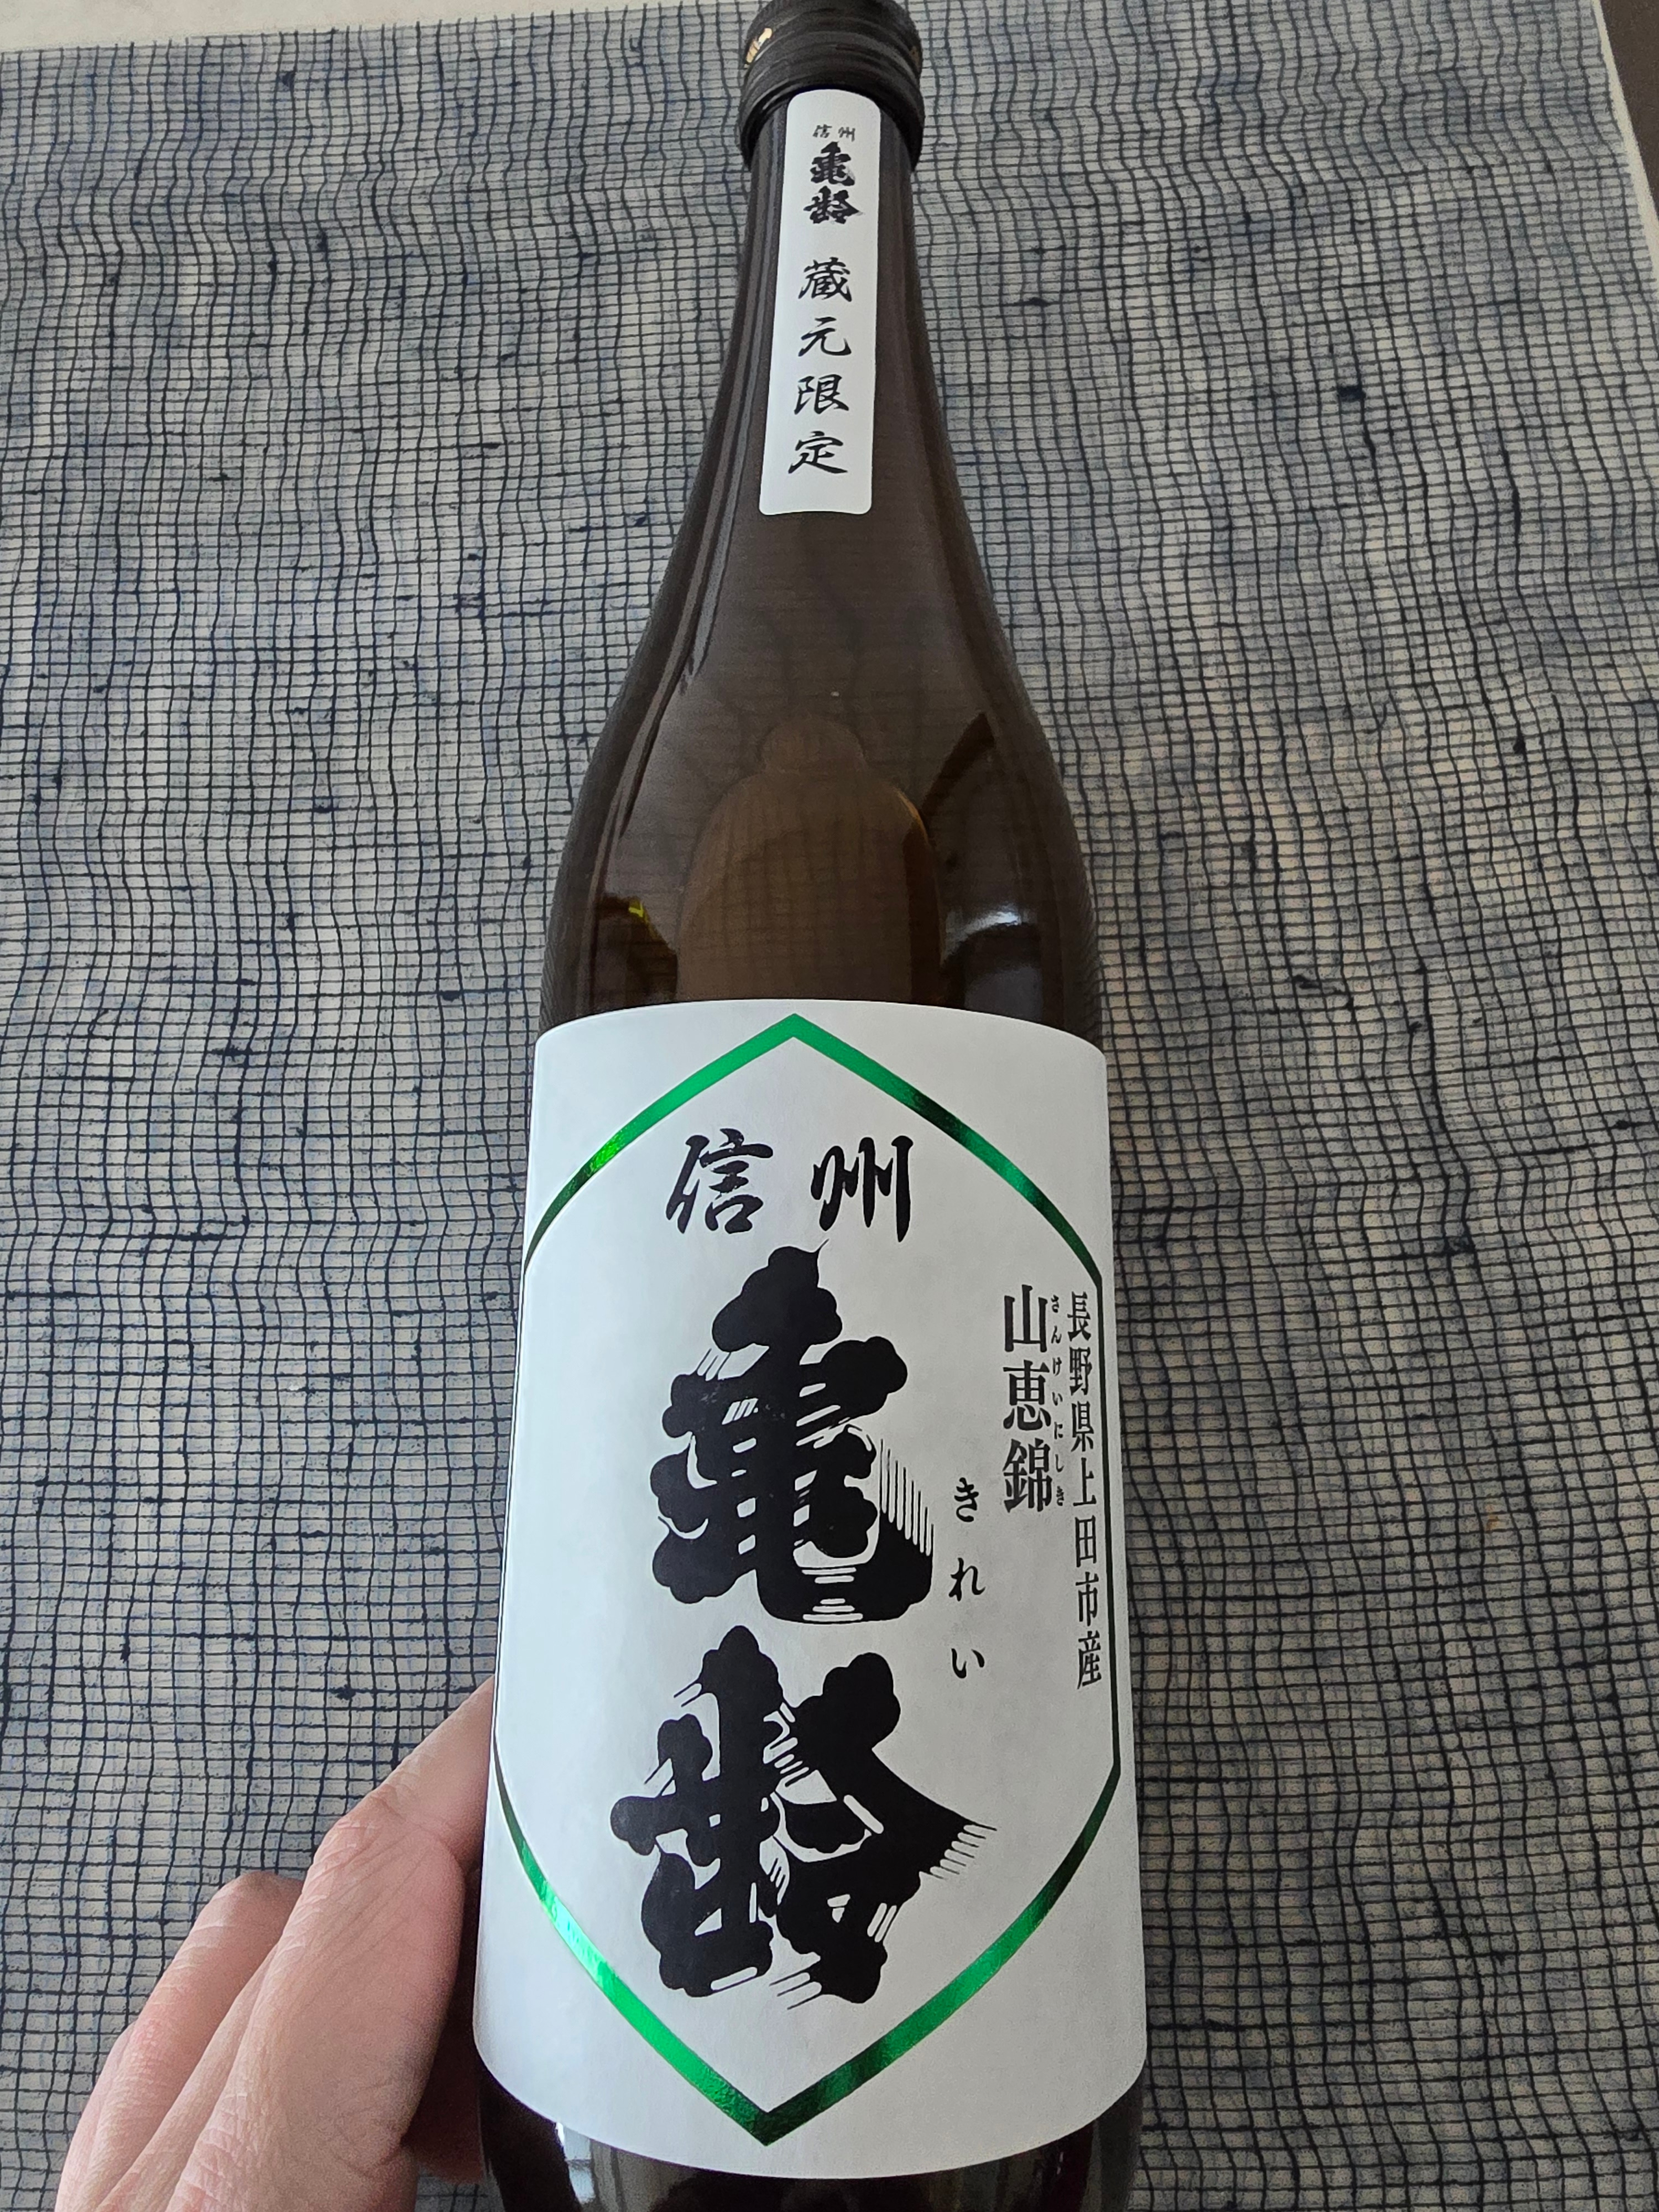 信州
亀齢
蔵元限定
信州
長野県上田市産
さんけいにしき
山恵錦
きれい
亀齢